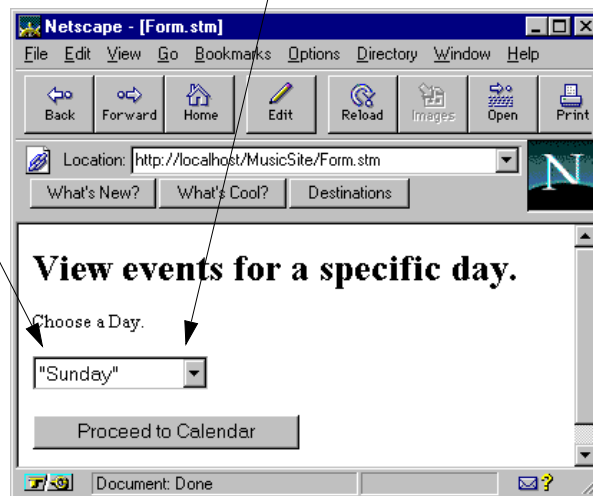 Netscape - [Form.stm]
File Edit View Go Bookmarks Options Directory Window Help
Back Forward Home Edit Reload Images Open Print
Location: http://localhost/MusicSite/Form.stm
N
What's New? What's Cool? Destinations
View events for a specific day.
Choose a Day.
"Sunday"
Proceed to Calendar
Document: Done
?